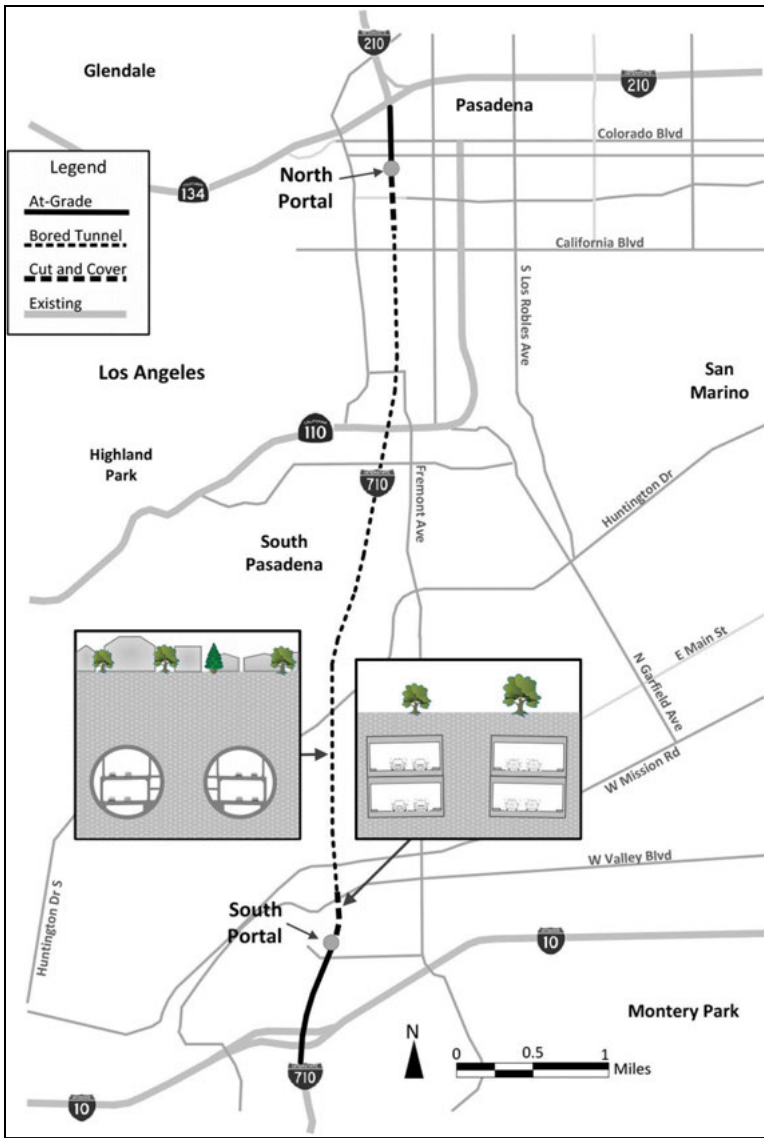 210
Glendale
210
Pasadena
Colorado Blvd
Legend
At-Grade
Bored Tunnel
Cut and Cover
Existing
134
North
Portal
California Blvd
S Los Robles Ave
Los Angeles
San
Marino
CALIFORNIA
110
Highland
Park
710
Fremont Ave
Huntington Dr
South
Pasadena
E Main St
N Garfield Ave
W Mission Rd
W Valley Blvd
Huntington Dr S
South
Portal
10
Montery Park
N
0 0.5 1
Miles
710
10